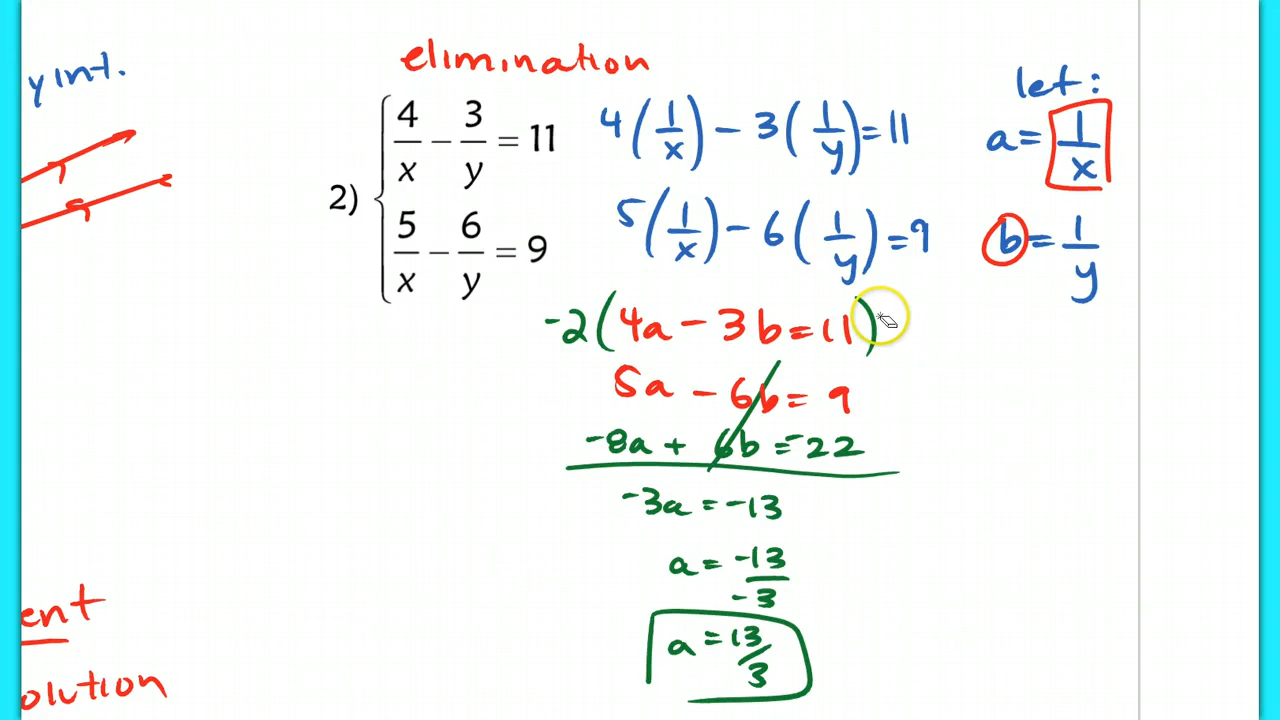 y int.
elimination
2) 4/x − 3/y = 11
5/x − 6/y = 9
4(1/x) − 3(1/y) = 11
5(1/x) − 6(1/y) = 9
let:
a = 1/x
b = 1/y
-2(4a − 3b = 11)
5a − 6b = 9
-8a + 6b = -22
-3a = -13
a = -13/-3
a = 13/3
ent
olution